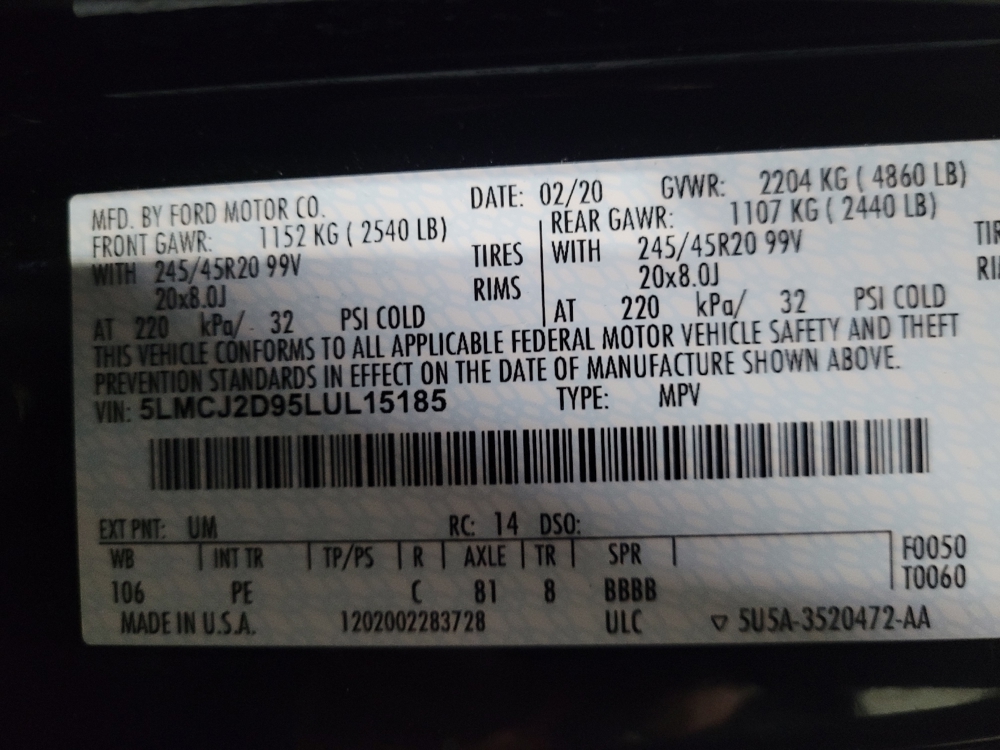 MFD. BY FORD MOTOR CO. DATE: 02/20 GVWR: 2204 KG ( 4860 LB)
FRONT GAWR: 1152 KG ( 2540 LB) REAR GAWR: 1107 KG ( 2440 LB)
WITH 245/45R20 99V TIRES WITH 245/45R20 99V TIR
20x8.0J RIMS 20x8.0J RI
AT 220 kPa/ 32 PSI COLD AT 220 kPa/ 32 PSI COLD
THIS VEHICLE CONFORMS TO ALL APPLICABLE FEDERAL MOTOR VEHICLE SAFETY AND THEFT
PREVENTION STANDARDS IN EFFECT ON THE DATE OF MANUFACTURE SHOWN ABOVE.
VIN: 5LMCJ2D95LUL15185 TYPE: MPV
EXT PNT: UM RC: 14 DSO:
WB INT TR TP/PS R AXLE TR SPR F0050
106 PE C 81 8 BBBB T0060
MADE IN U.S.A. 1202002283728 ULC ▽ 5U5A-3520472-AA